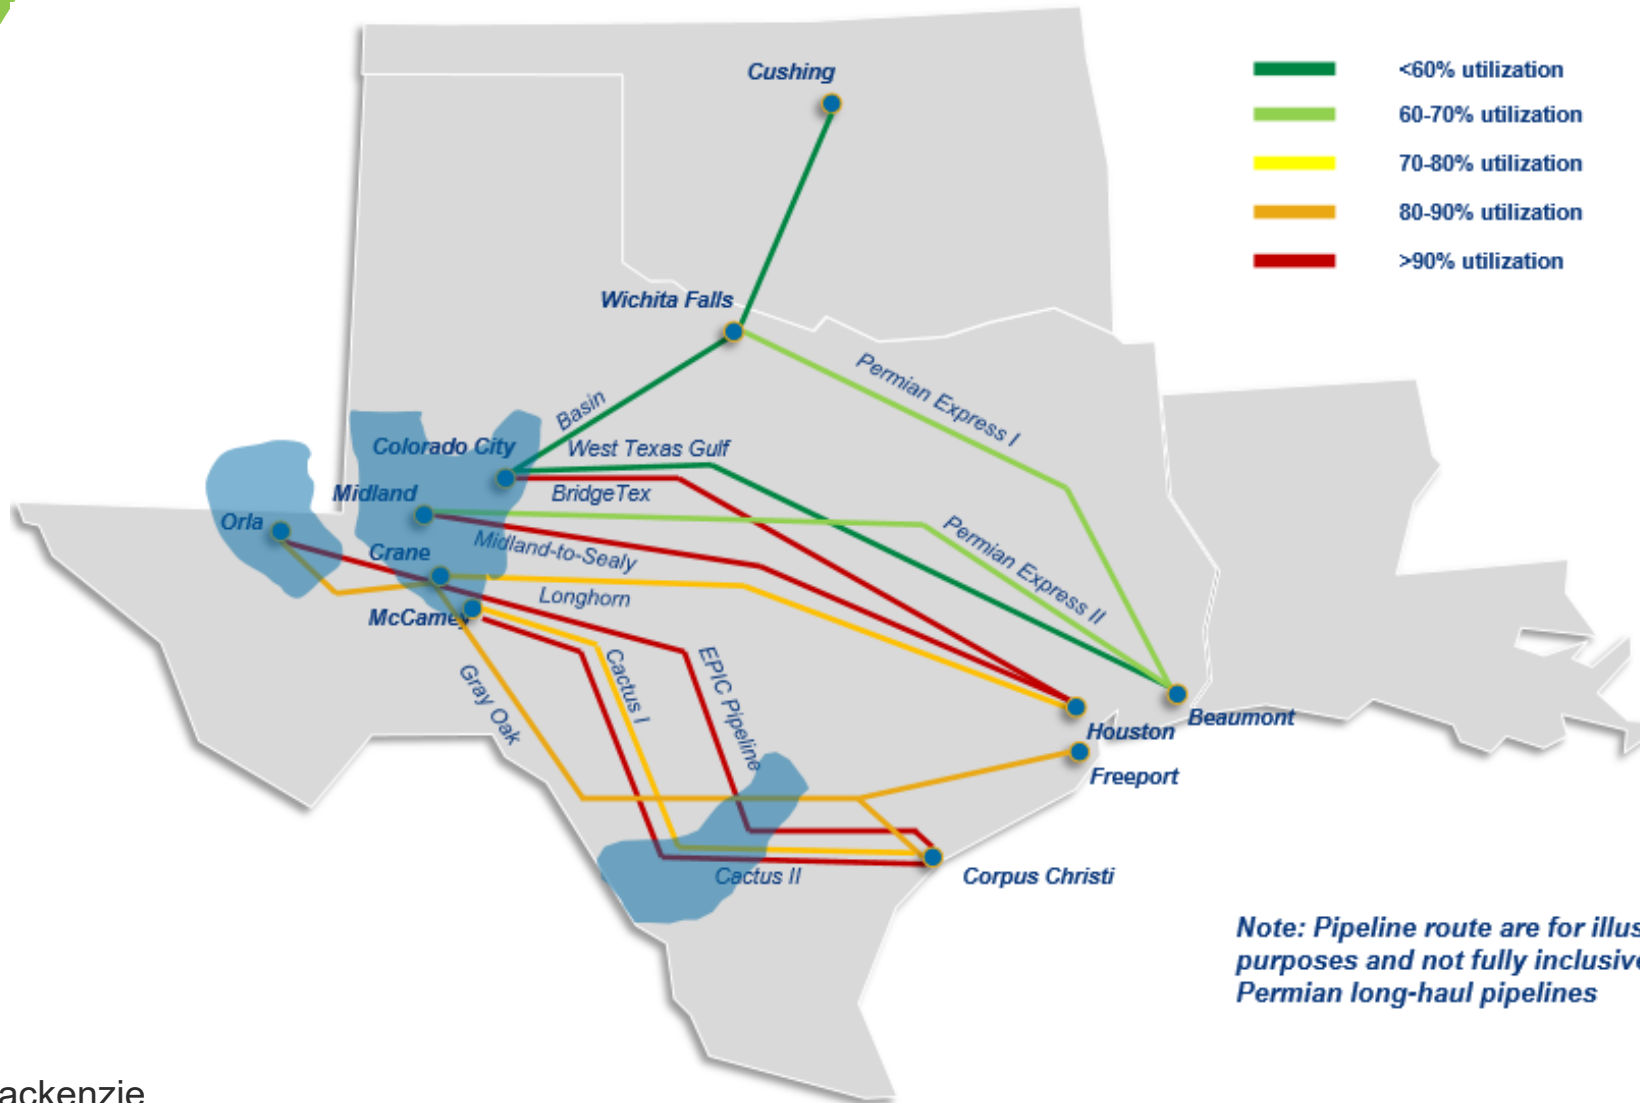 Cushing
<60% utilization
60-70% utilization
70-80% utilization
80-90% utilization
>90% utilization
Wichita Falls
Permian Express I
Basin
Colorado City
West Texas Gulf
BridgeTex
Midland
Orla
Permian Express II
Midland-to-Sealy
Crane
Longhorn
McCamey
Cactus I
EPIC Pipeline
Gray Oak
Beaumont
Houston
Freeport
Cactus II
Corpus Christi
Note: Pipeline route are for illus
purposes and not fully inclusive
Permian long-haul pipelines
ackenzie